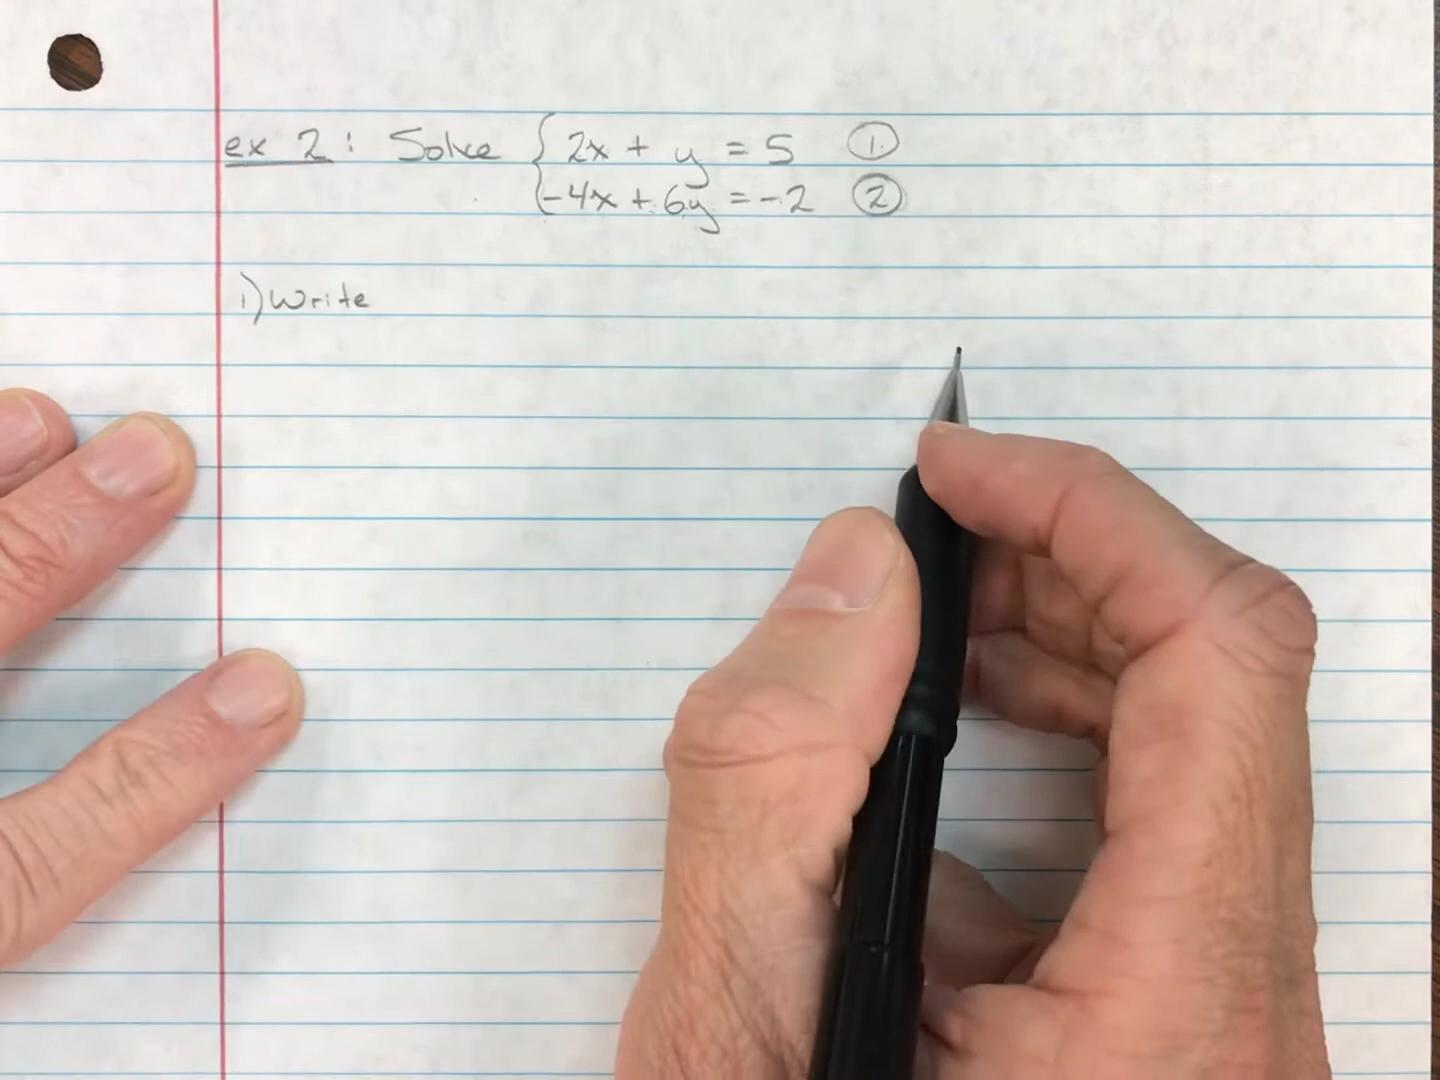 ex 2: Solve { 2x + y = 5 ①
-4x + 6y = -2 ②
1) Write